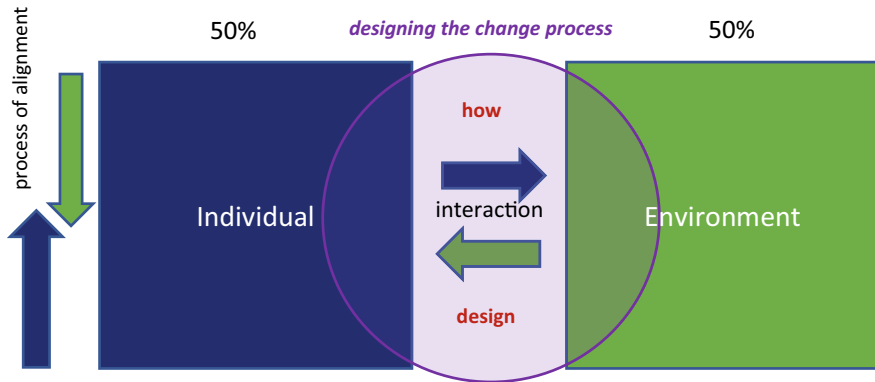 50%
designing the change process
50%
process of alignment
how
Individual
interaction
Environment
design